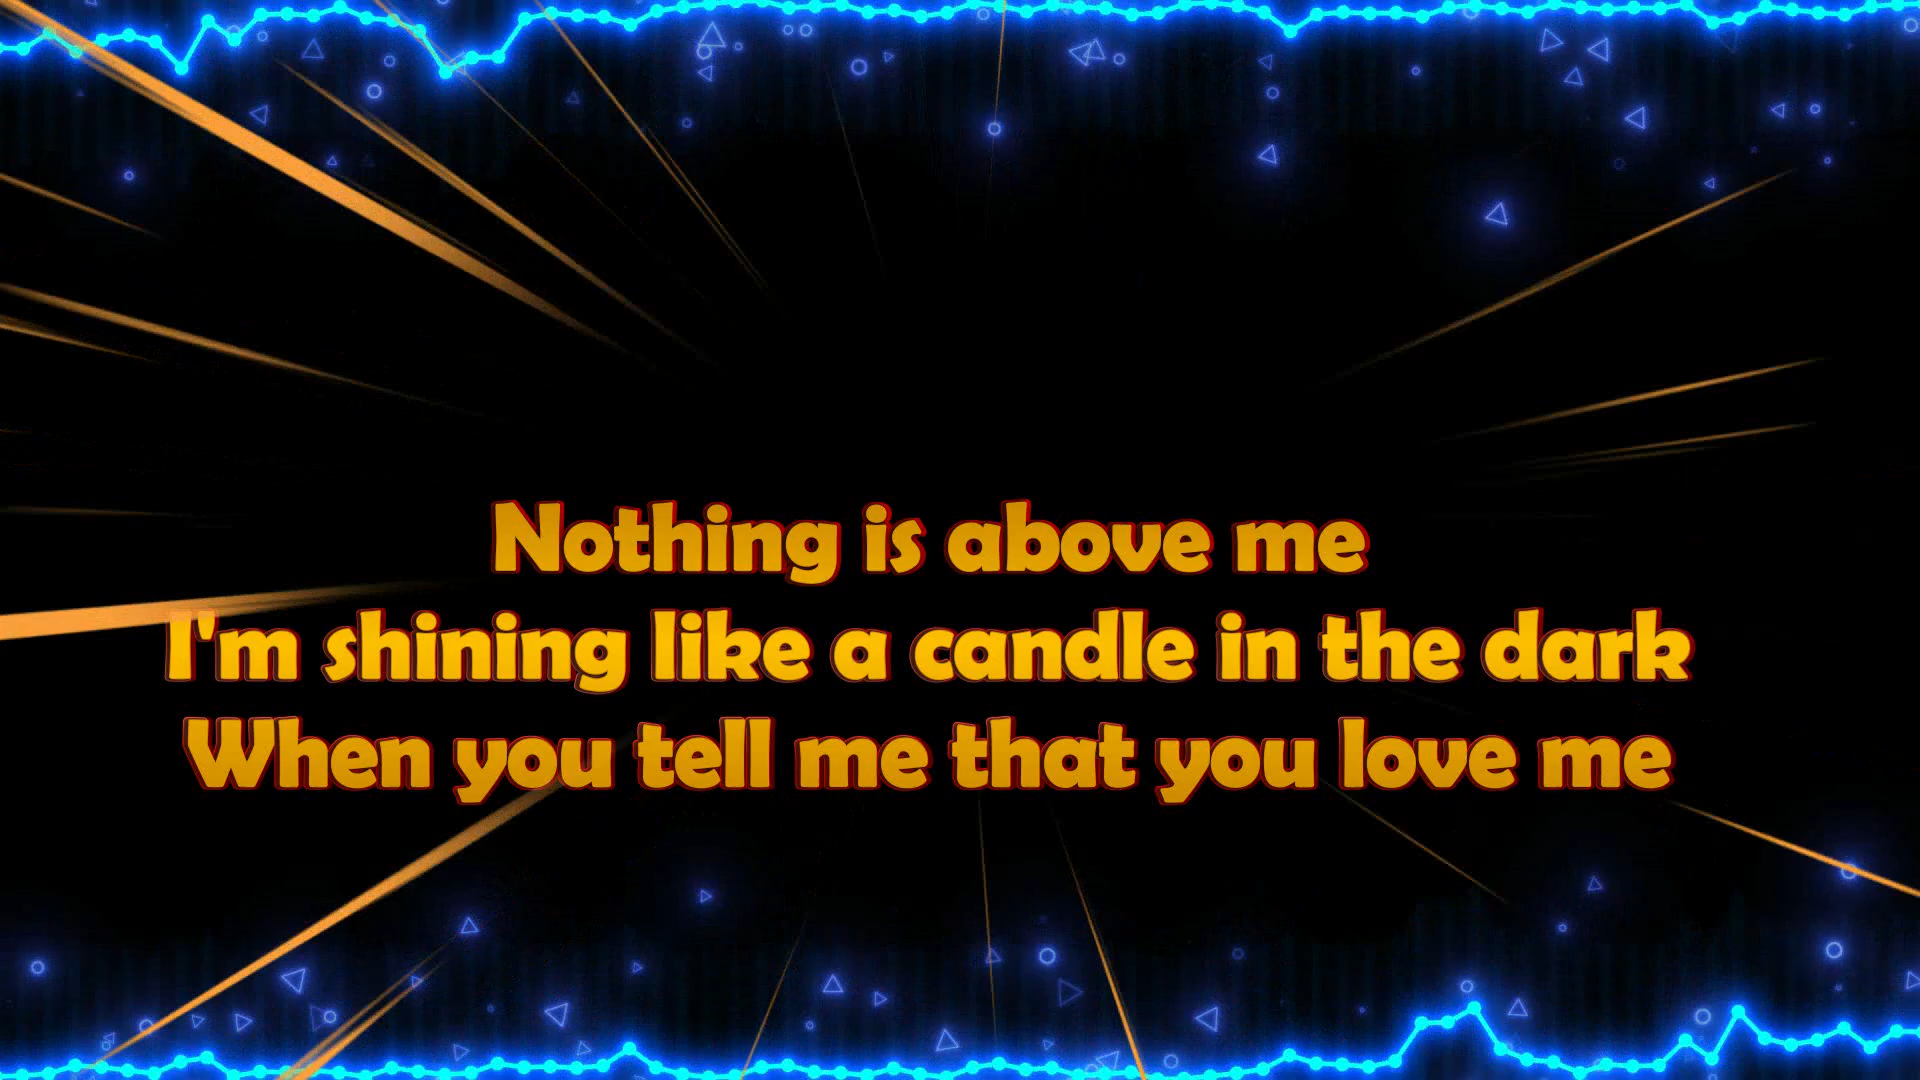 Nothing is above me
I'm shining like a candle in the dark
When you tell me that you love me